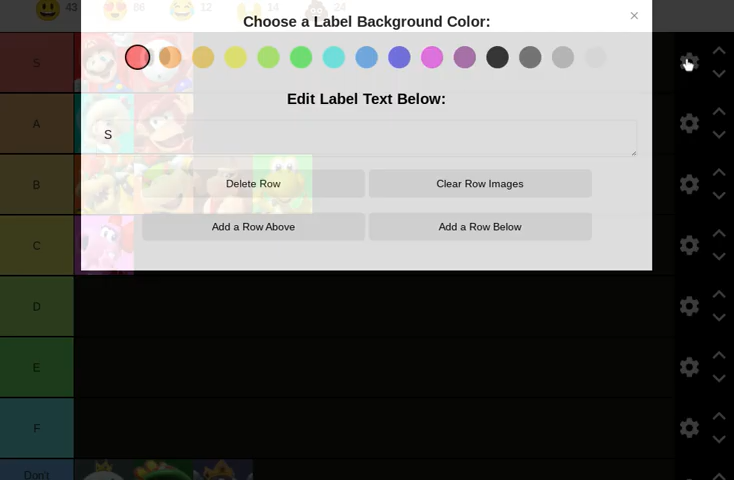 43 86 12 14 24
Choose a Label Background Color:
×
Edit Label Text Below:
S
S
A
B
Delete Row
Clear Row Images
Add a Row Above
Add a Row Below
C
D
E
F
Don't